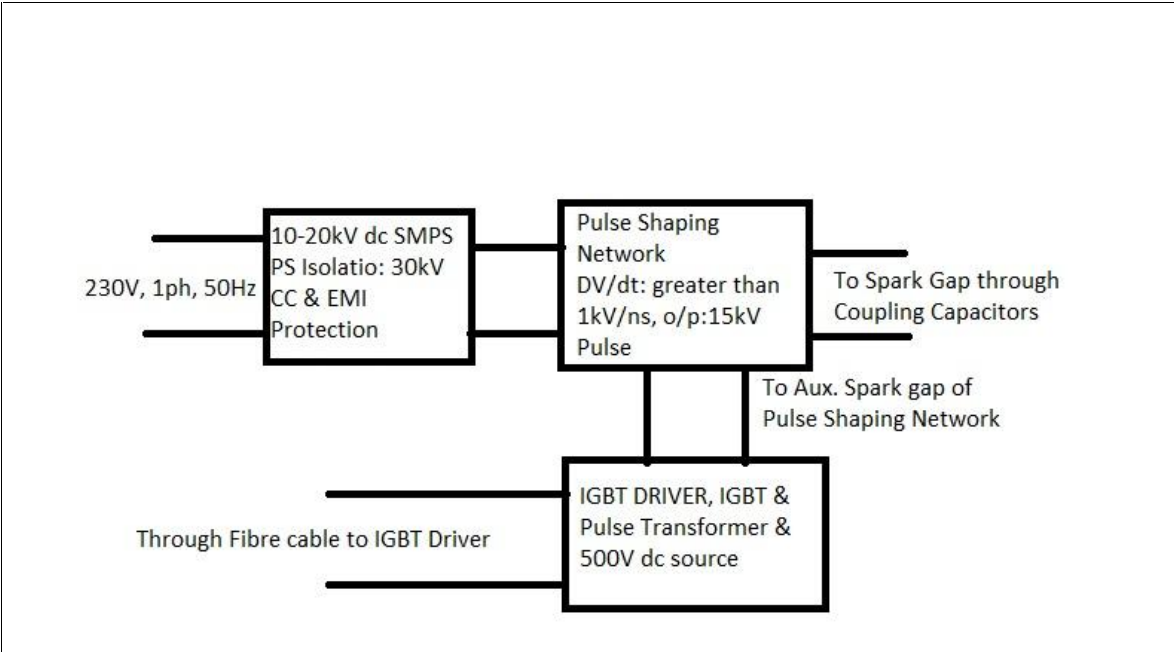 10-20kV dc SMPS
PS Isolatio: 30kV
CC & EMI
Protection
230V, 1ph, 50Hz
Pulse Shaping
Network
DV/dt: greater than
1kV/ns, o/p:15kV
Pulse
To Spark Gap through
Coupling Capacitors
To Aux. Spark gap of
Pulse Shaping Network
IGBT DRIVER, IGBT &
Pulse Transformer &
500V dc source
Through Fibre cable to IGBT Driver